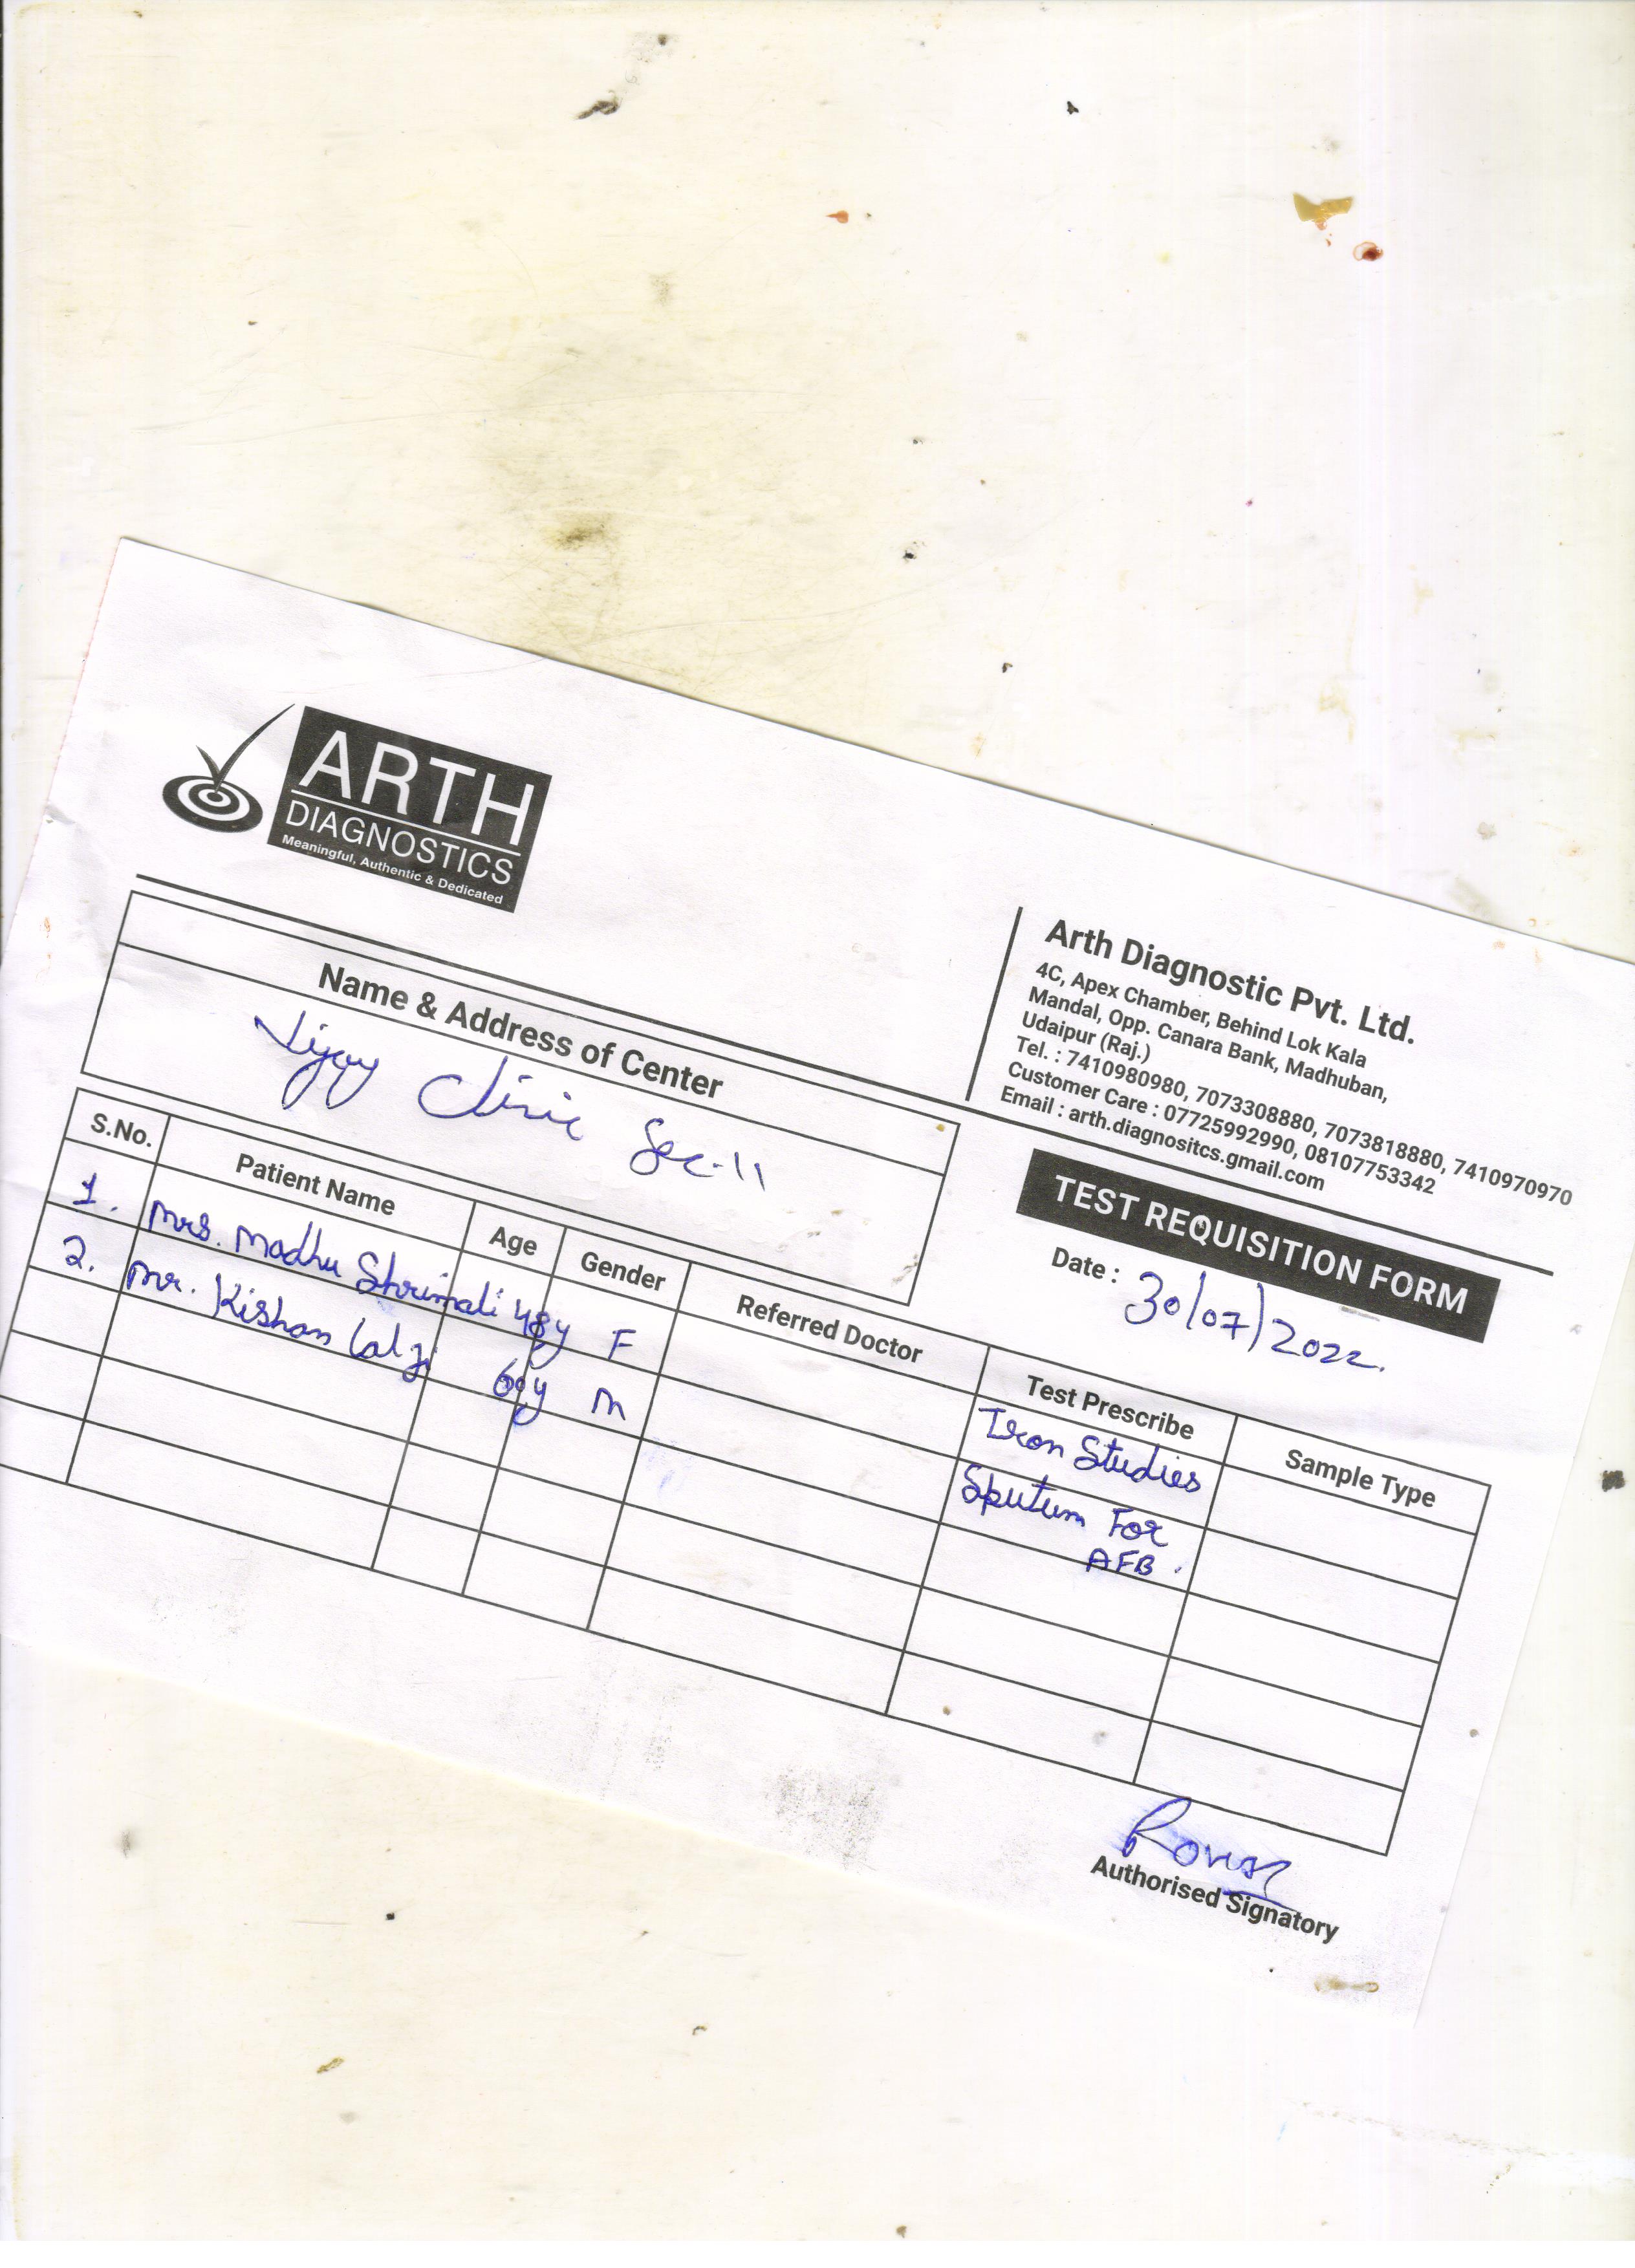 ARTH
DIAGNOSTICS
Meaningful, Authentic & Dedicated
Arth Diagnostic Pvt. Ltd.
4C, Apex Chamber, Behind Lok Kala
Mandal, Opp. Canara Bank, Madhuban,
Udaipur (Raj.)
Tel. : 7410980980, 7073308880, 7073818880, 7410970970
Customer Care : 07725992990, 08107753342
Email : arth.diagnositcs.gmail.com
Name & Address of Center
Vijay Clinic Sec-11
TEST REQUISITION FORM
Date : 30/07/2022.
S.No. Patient Name Age Gender Referred Doctor Test Prescribe Sample Type
1. Mrs. Madhu Shrimali 48y F Iron Studies
2. Mr. Kishan Lal ji 60y M Sputum For
AFB.
Authorised Signatory